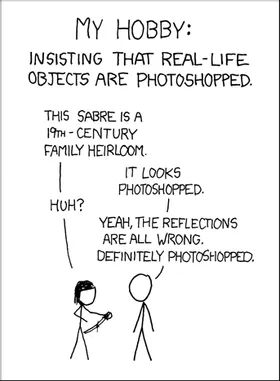 MY HOBBY:
INSISTING THAT REAL-LIFE
OBJECTS ARE PHOTOSHOPPED.
THIS SABRE IS A
19TH-CENTURY
FAMILY HEIRLOOM.
IT LOOKS
PHOTOSHOPPED.
HUH?
YEAH, THE REFLECTIONS
ARE ALL WRONG.
DEFINITELY PHOTOSHOPPED.